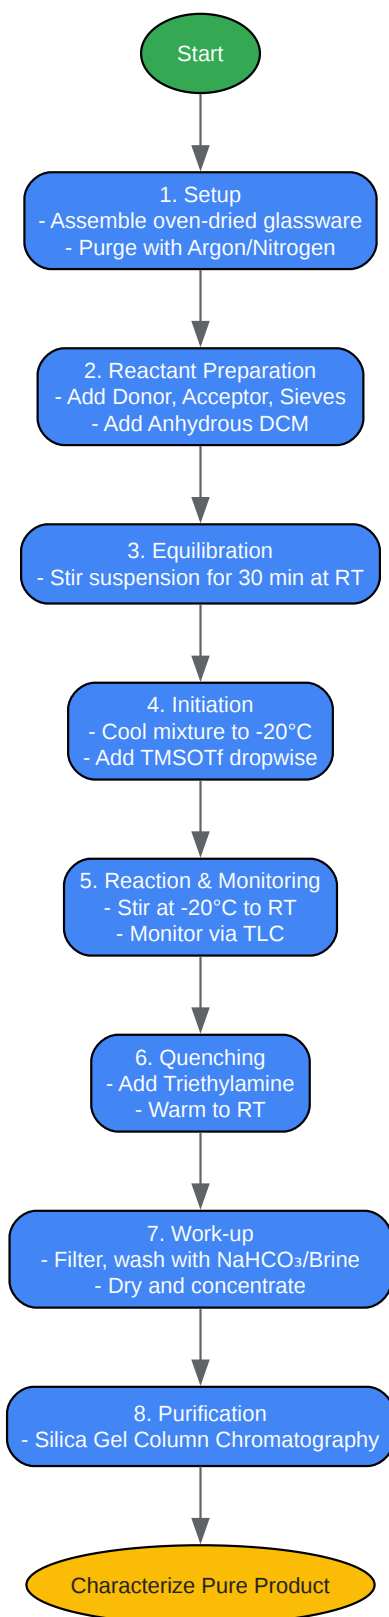 Start
1. Setup
- Assemble oven-dried glassware
- Purge with Argon/Nitrogen
2. Reactant Preparation
- Add Donor, Acceptor, Sieves
- Add Anhydrous DCM
3. Equilibration
- Stir suspension for 30 min at RT
4. Initiation
- Cool mixture to -20°C
- Add TMSOTf dropwise
5. Reaction & Monitoring
- Stir at -20°C to RT
- Monitor via TLC
6. Quenching
- Add Triethylamine
- Warm to RT
7. Work-up
- Filter, wash with NaHCO₃/Brine
- Dry and concentrate
8. Purification
- Silica Gel Column Chromatography
Characterize Pure Product